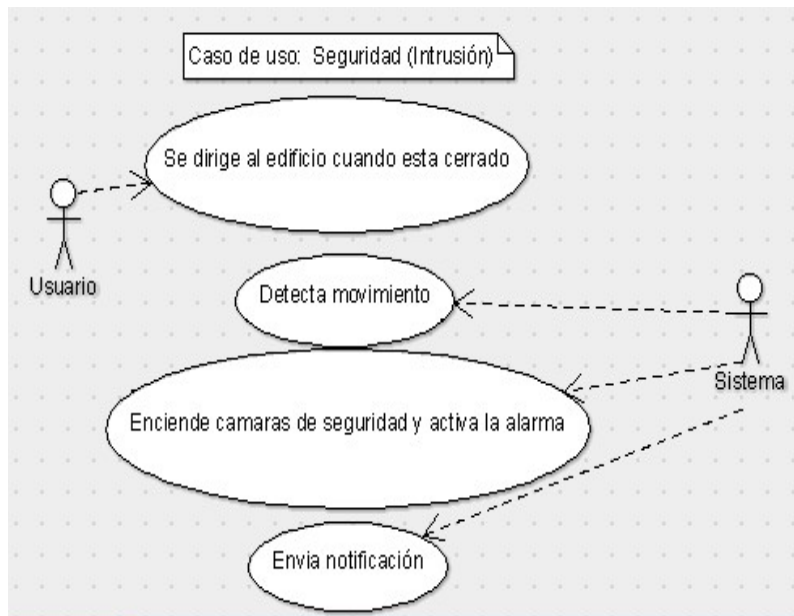 Caso de uso: Seguridad (Intrusión)
Se dirige al edificio cuando esta cerrado
Usuario
Detecta movimiento
Sistema
Enciende camaras de seguridad y activa la alarma
Envia notificación